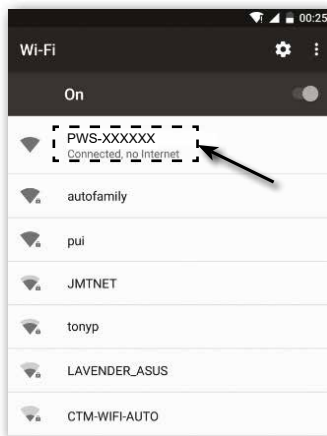 00:25
Wi-Fi
On
PWS-XXXXXX
Connected, no Internet
autofamily
pui
JMTNET
tonyp
LAVENDER_ASUS
CTM-WIFI-AUTO